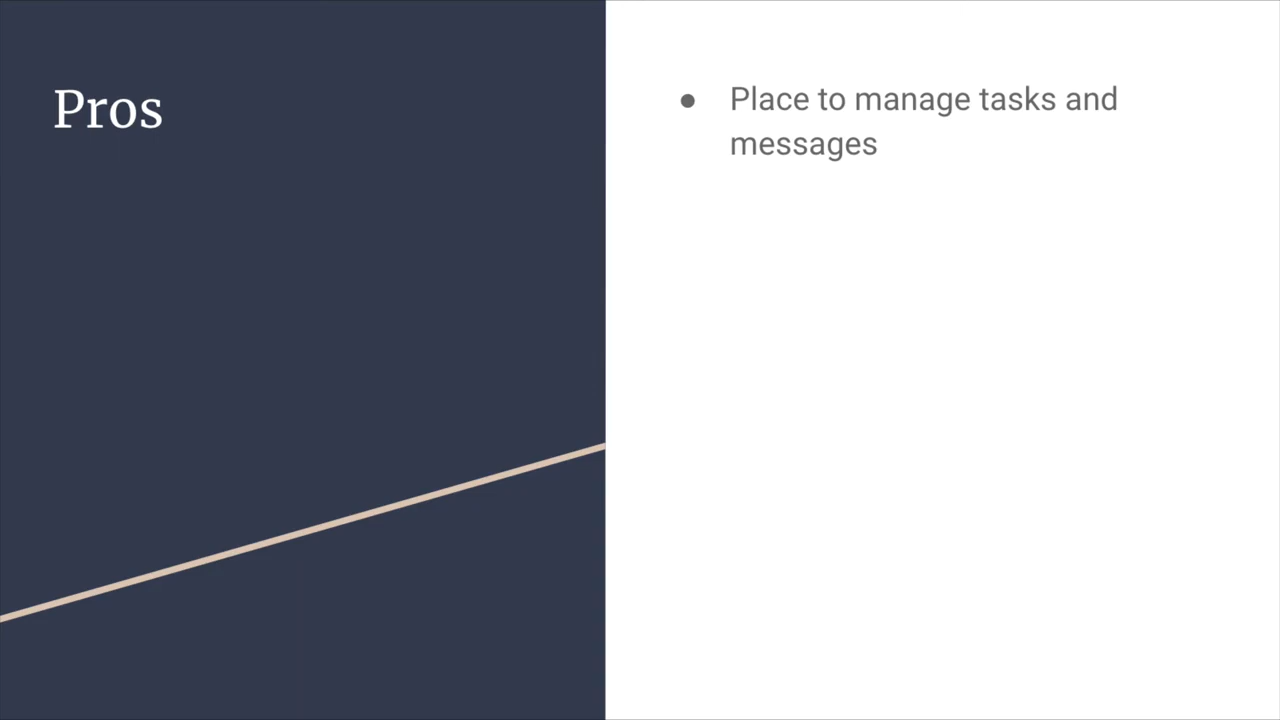 Pros
● Place to manage tasks and
messages